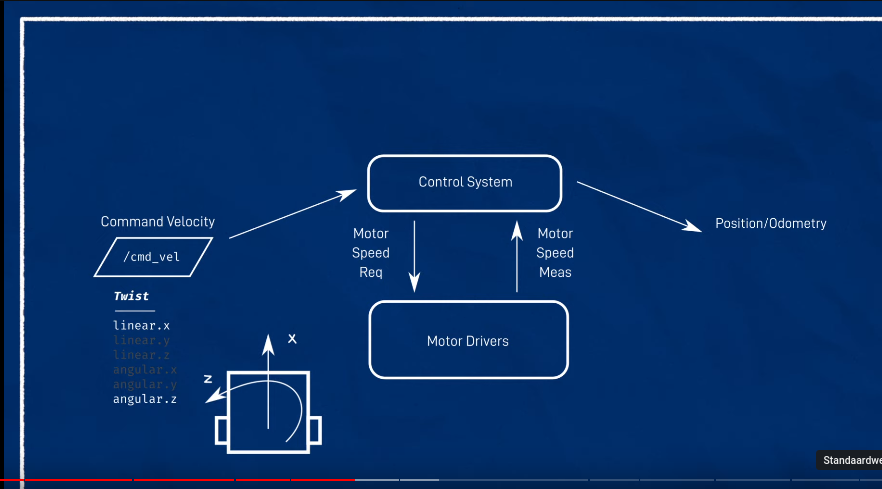 Control System
Command Velocity
/cmd_vel
Position/Odometry
Motor
Speed
Req
Motor
Speed
Meas
Twist
linear.x
linear.y
linear.z
angular.x
angular.y
angular.z
Motor Drivers
X
Z
Standaardwe